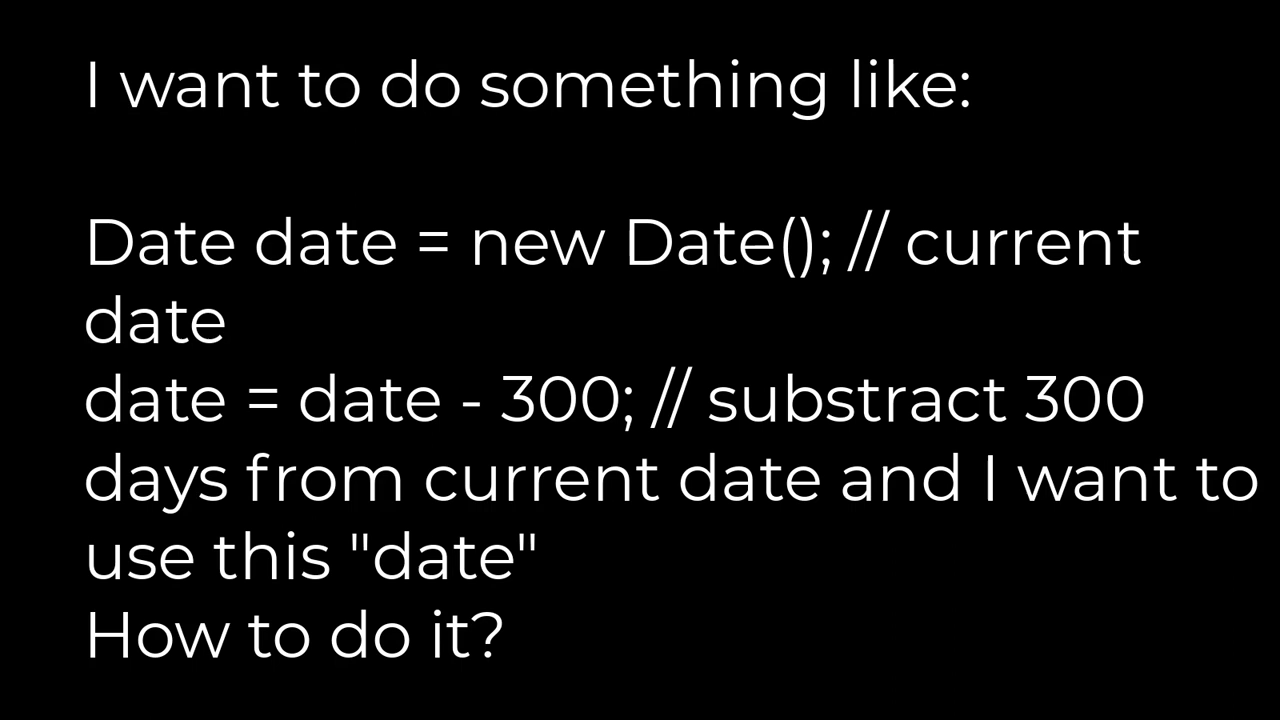 I want to do something like:
Date date = new Date(); // current
date
date = date - 300; // substract 300
days from current date and I want to
use this "date"
How to do it?